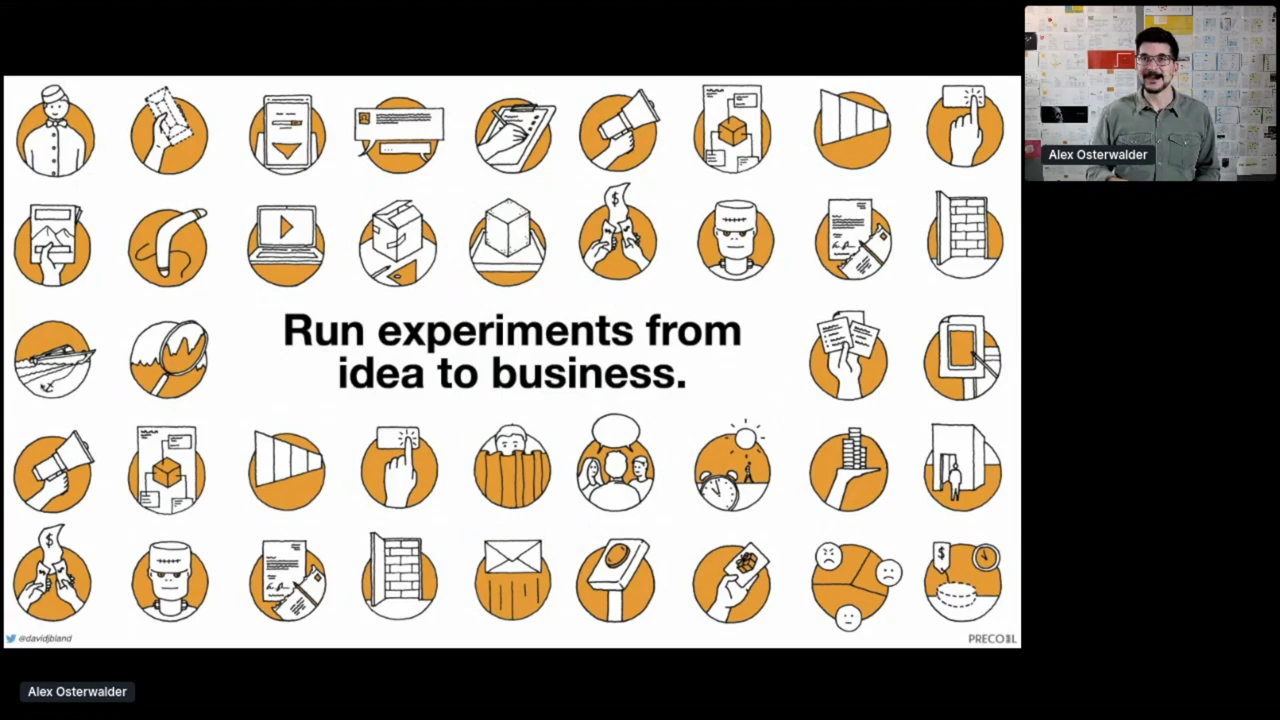 Alex Osterwalder
Run experiments from
idea to business.
@davidjbland
PRECOIL
Alex Osterwalder